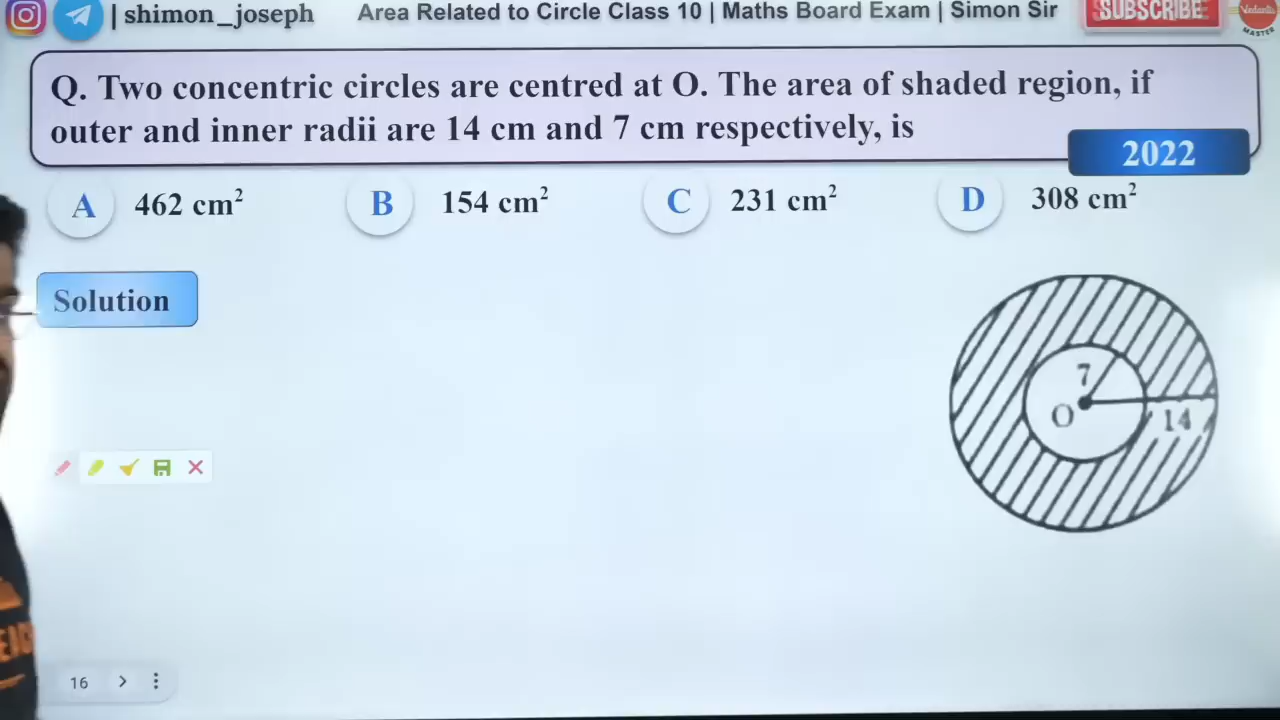 | shimon_joseph Area Related to Circle Class 10 | Maths Board Exam | Simon Sir SUBSCRIBE Vedantu
MASTER
Q. Two concentric circles are centred at O. The area of shaded region, if
outer and inner radii are 14 cm and 7 cm respectively, is
2022
A 462 cm² B 154 cm² C 231 cm² D 308 cm²
Solution
7
O
14
16